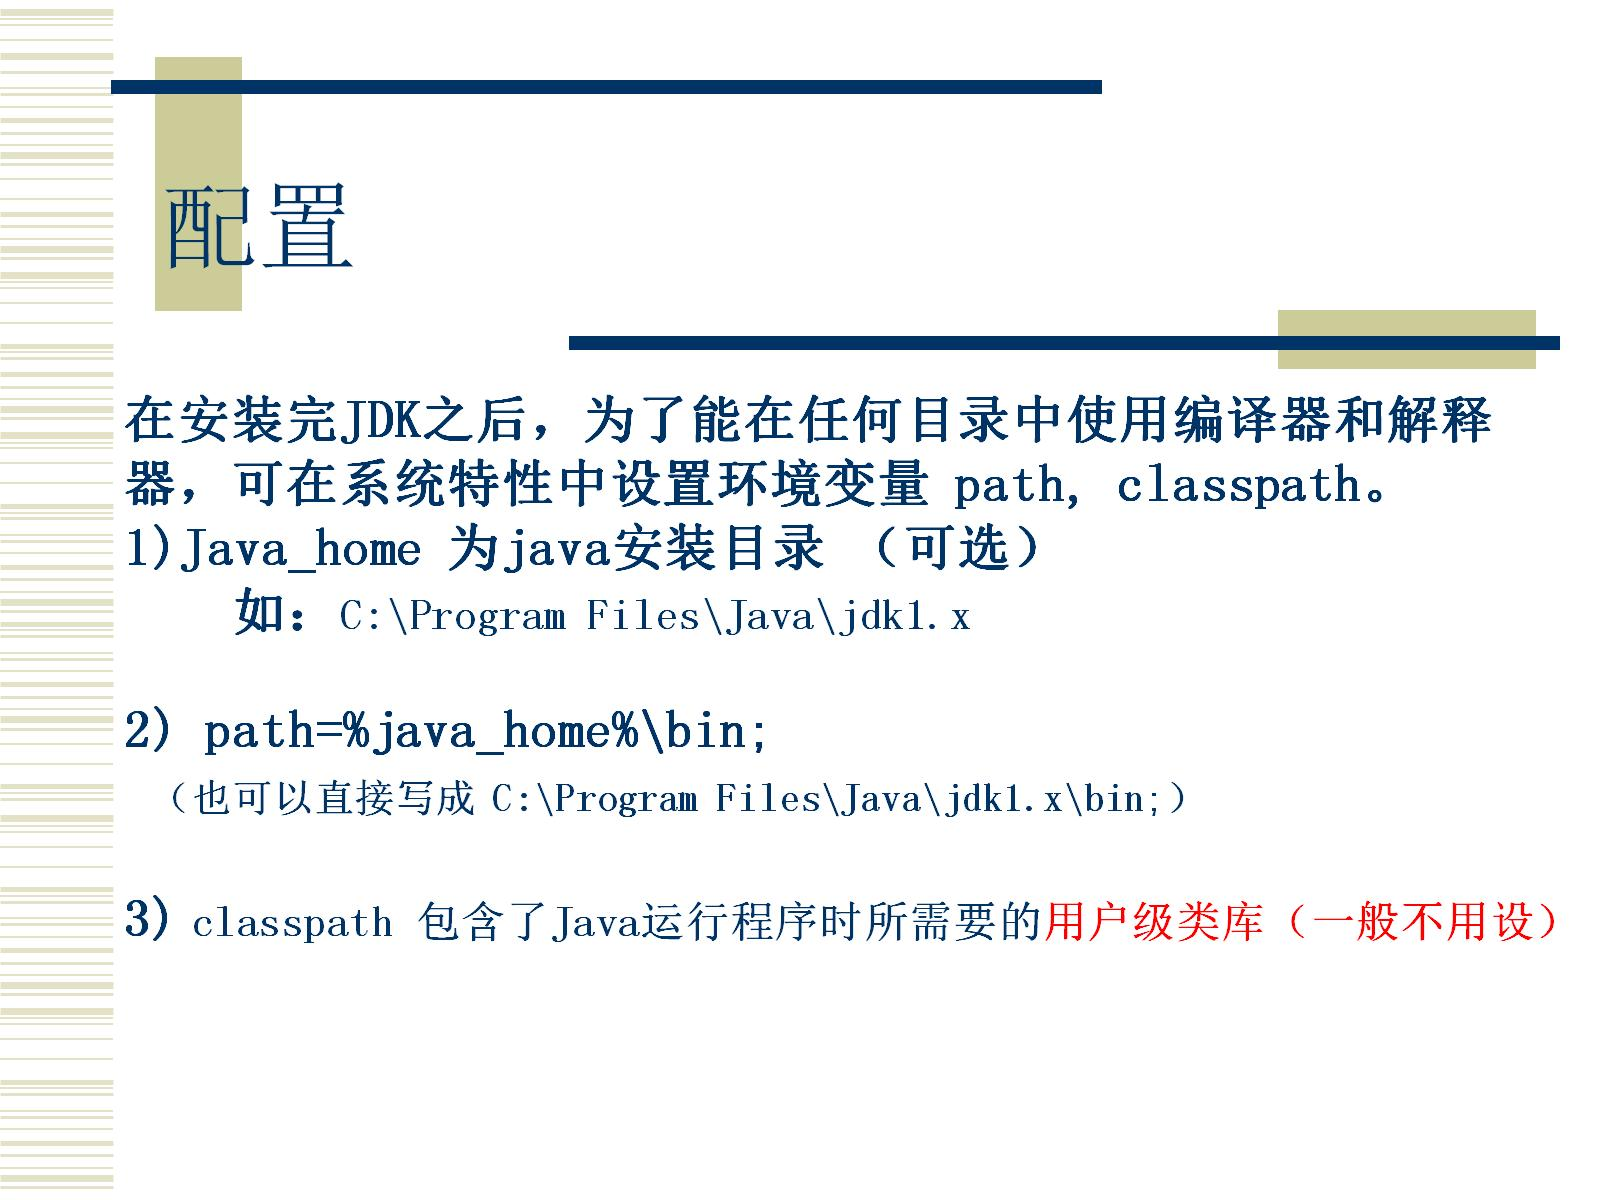 配置
在安装完JDK之后，为了能在任何目录中使用编译器和解释
器，可在系统特性中设置环境变量 path, classpath。
1)Java_home 为java安装目录 （可选）
如：C:\Program Files\Java\jdk1.x
2) path=%java_home%\bin;
（也可以直接写成 C:\Program Files\Java\jdk1.x\bin;）
3) classpath 包含了Java运行程序时所需要的用户级类库（一般不用设）